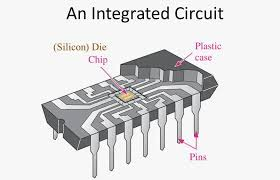 An Integrated Circuit
(Silicon) Die
Chip
Plastic
case
Pins